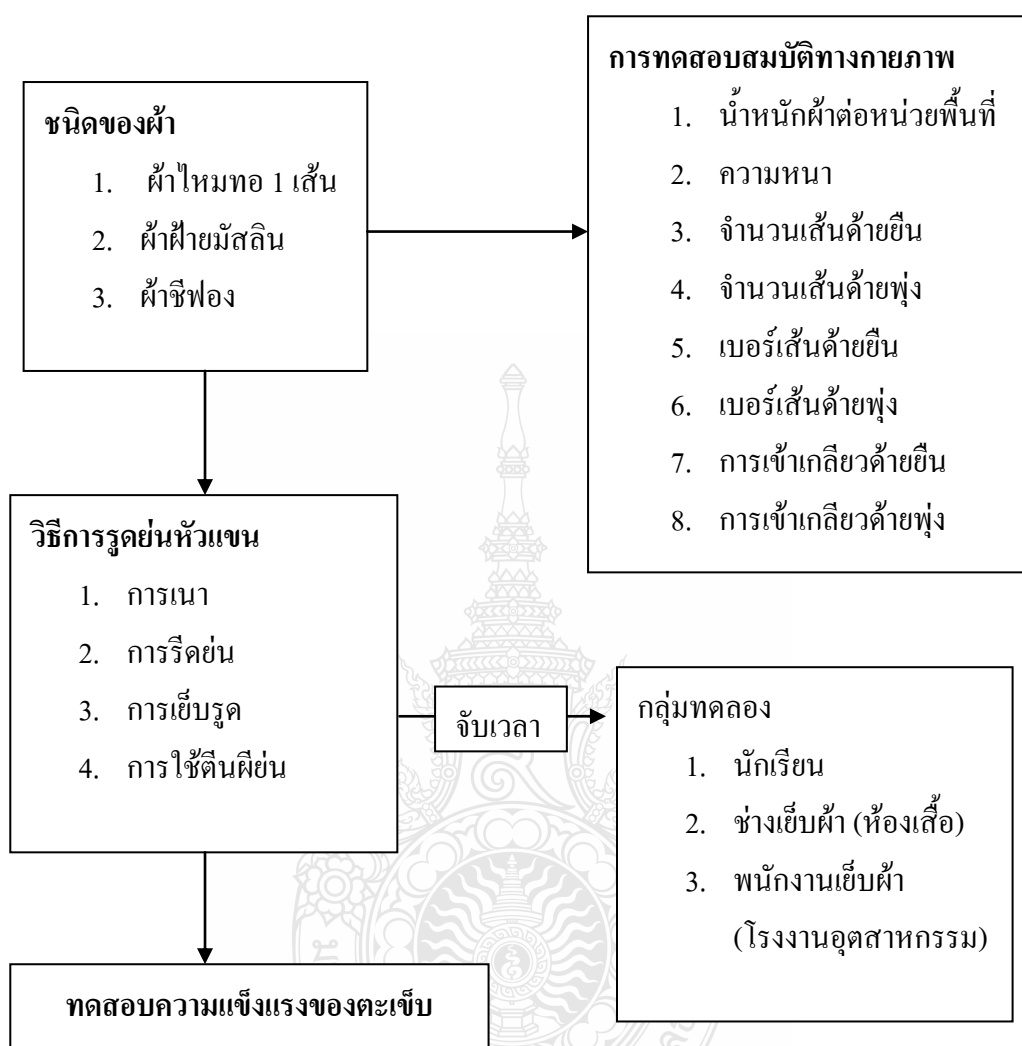 ชนิดของผ้า
1. ผ้าไหมทอ 1 เส้น
2. ผ้าฝ้ายมัสลิน
3. ผ้าชีฟอง
การทดสอบสมบัติทางกายภาพ
1. น้ำหนักผ้าต่อหน่วยพื้นที่
2. ความหนา
3. จำนวนเส้นด้ายยืน
4. จำนวนเส้นด้ายพุ่ง
5. เบอร์เส้นด้ายยืน
6. เบอร์เส้นด้ายพุ่ง
7. การเข้าเกลียวด้ายยืน
8. การเข้าเกลียวด้ายพุ่ง
วิธีการรูดย่นหัวแขน
1. การเนา
2. การรีดย่น
3. การเย็บรูด
4. การใช้ตีนผีย่น
จับเวลา
กลุ่มทดลอง
1. นักเรียน
2. ช่างเย็บผ้า (ห้องเสื้อ)
3. พนักงานเย็บผ้า
(โรงงานอุตสาหกรรม)
ทดสอบความแข็งแรงของตะเข็บ